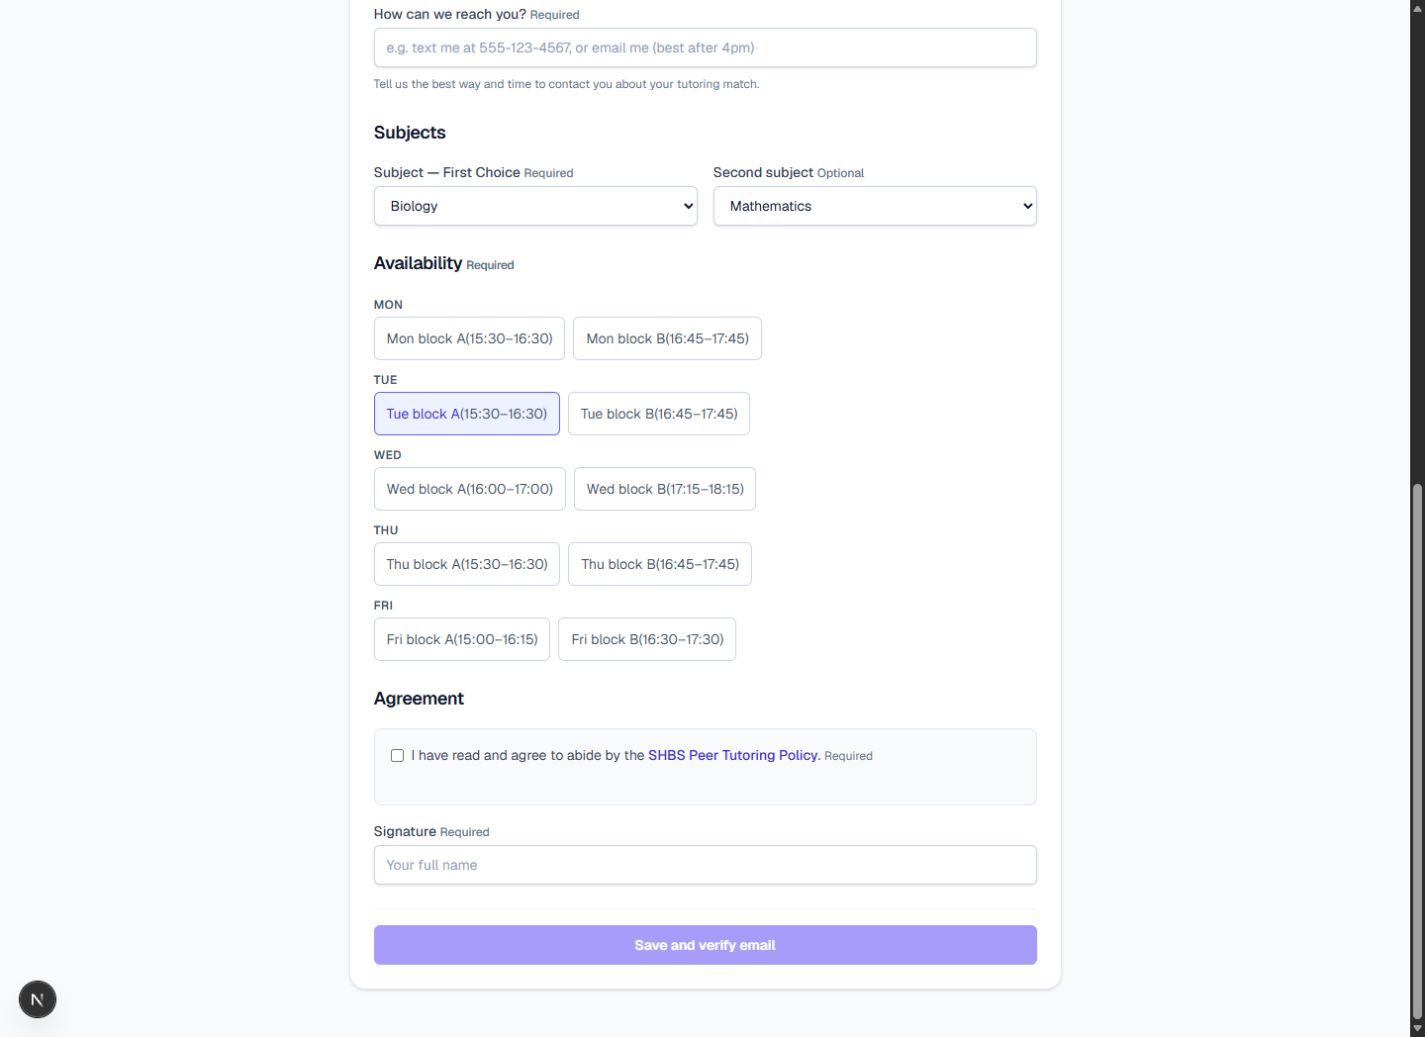 How can we reach you? Required
e.g. text me at 555-123-4567, or email me (best after 4pm)
Tell us the best way and time to contact you about your tutoring match.
Subjects
Subject — First Choice Required
Second subject Optional
Biology
Mathematics
Availability Required
MON
Mon block A(15:30–16:30)
Mon block B(16:45–17:45)
TUE
Tue block A(15:30–16:30)
Tue block B(16:45–17:45)
WED
Wed block A(16:00–17:00)
Wed block B(17:15–18:15)
THU
Thu block A(15:30–16:30)
Thu block B(16:45–17:45)
FRI
Fri block A(15:00–16:15)
Fri block B(16:30–17:30)
Agreement
I have read and agree to abide by the SHBS Peer Tutoring Policy. Required
Signature Required
Your full name
Save and verify email
N